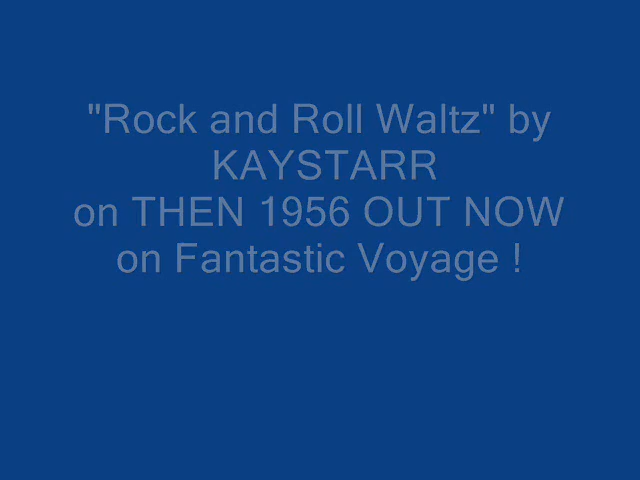 "Rock and Roll Waltz" by
KAYSTARR
on THEN 1956 OUT NOW
on Fantastic Voyage !